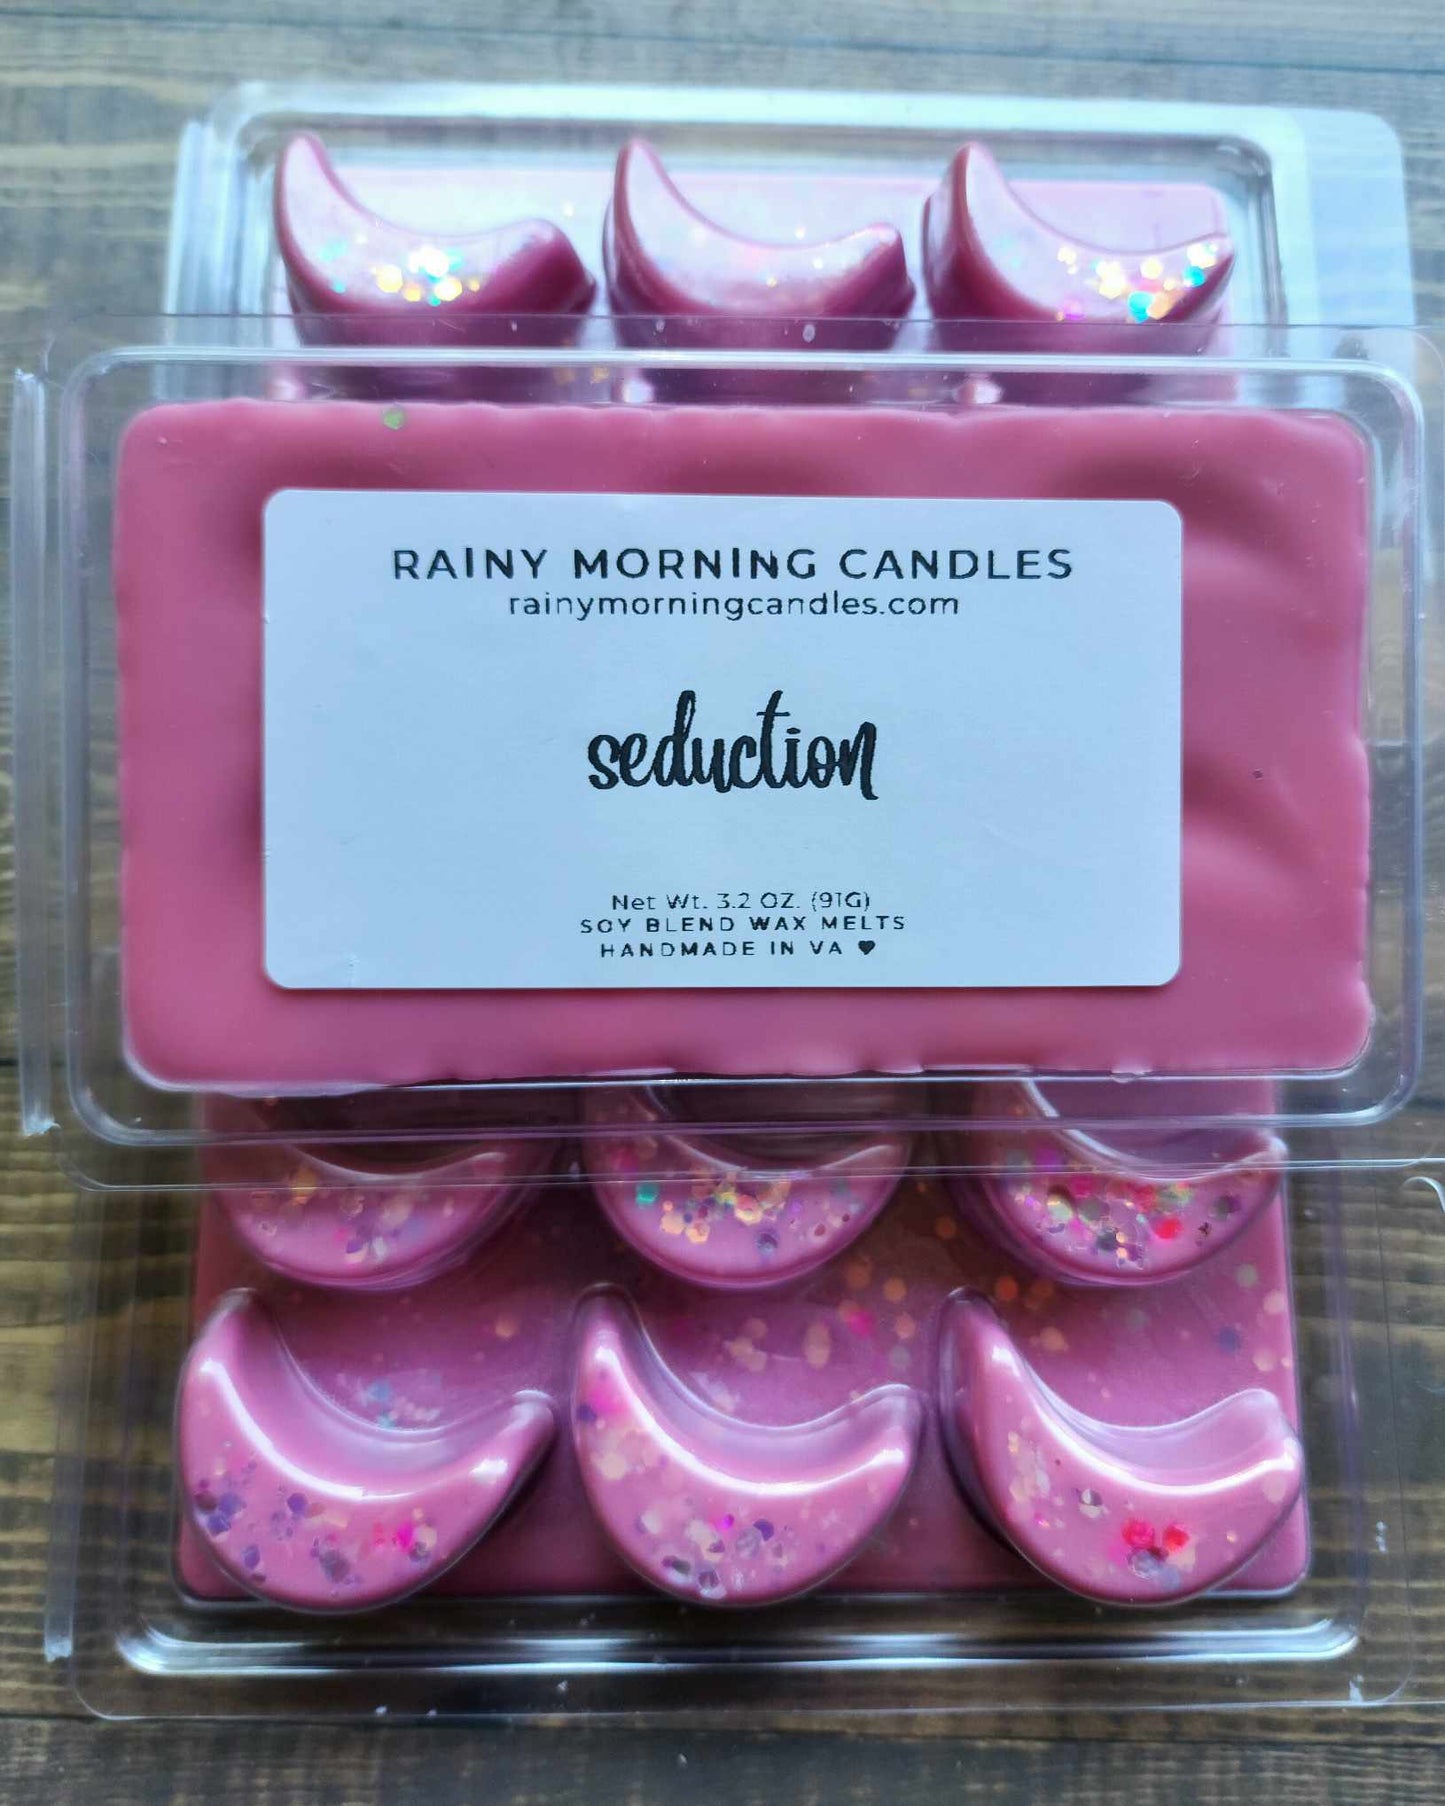 RAINY MORNING CANDLES
rainymorningcandles.com
seduction
Net Wt. 3.2 OZ. (91G)
SOY BLEND WAX MELTS
HANDMADE IN VA ♥